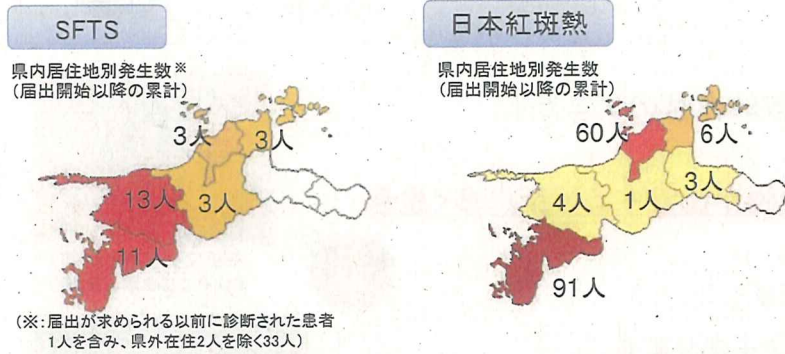 SFTS
県内居住地別発生数※
（届出開始以降の累計）
3人
3人
13人
3人
11人
（※：届出が求められる以前に診断された患者
1人を含み、県外在住2人を除く33人）
日本紅斑熱
県内居住地別発生数
（届出開始以降の累計）
60人
6人
3人
1人
4人
91人